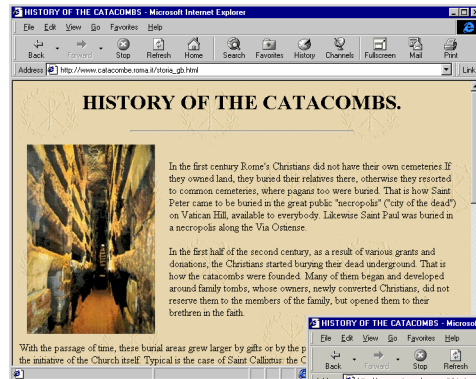 HISTORY OF THE CATACOMBS - Microsoft Internet Explorer
File Edit View Go Favorites Help
Back Forward Stop Refresh Home Search Favorites History Channels Fullscreen Mail Print
Address http://www.catacombe.roma.it/storia_gb.html Link
HISTORY OF THE CATACOMBS.
In the first century Rome's Christians did not have their own cemeteries.If
they owned land, they buried their relatives there, otherwise they resorted
to common cemeteries, where pagans too were buried. That is how Saint
Peter came to be buried in the great public "necropolis" ("city of the dead")
on Vatican Hill, available to everybody. Likewise Saint Paul was buried in
a necropolis along the Via Ostiense.
In the first half of the second century, as a result of various grants and
donations, the Christians started burying their dead underground. That is
how the catacombs were founded. Many of them began and developed
around family tombs, whose owners, newly converted Christians, did not
reserve them to the members of the family, but opened them to their
brethren in the faith.
With the passage of time, these burial areas grew larger by gifts or by the p
the initiative of the Church itself. Typical is the case of Saint Callixtus: the C
HISTORY OF THE CATACOMBS - Microsof
File Edit View Go Favorites
Back Forward Stop Refresh